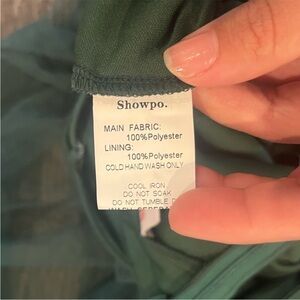 Showpo.
MAIN FABRIC:
100%Polyester
LINING:
100%Polyester
COLD HAND WASH ONLY
COOL IRON
DO NOT SOAK
DO NOT TUMBLE